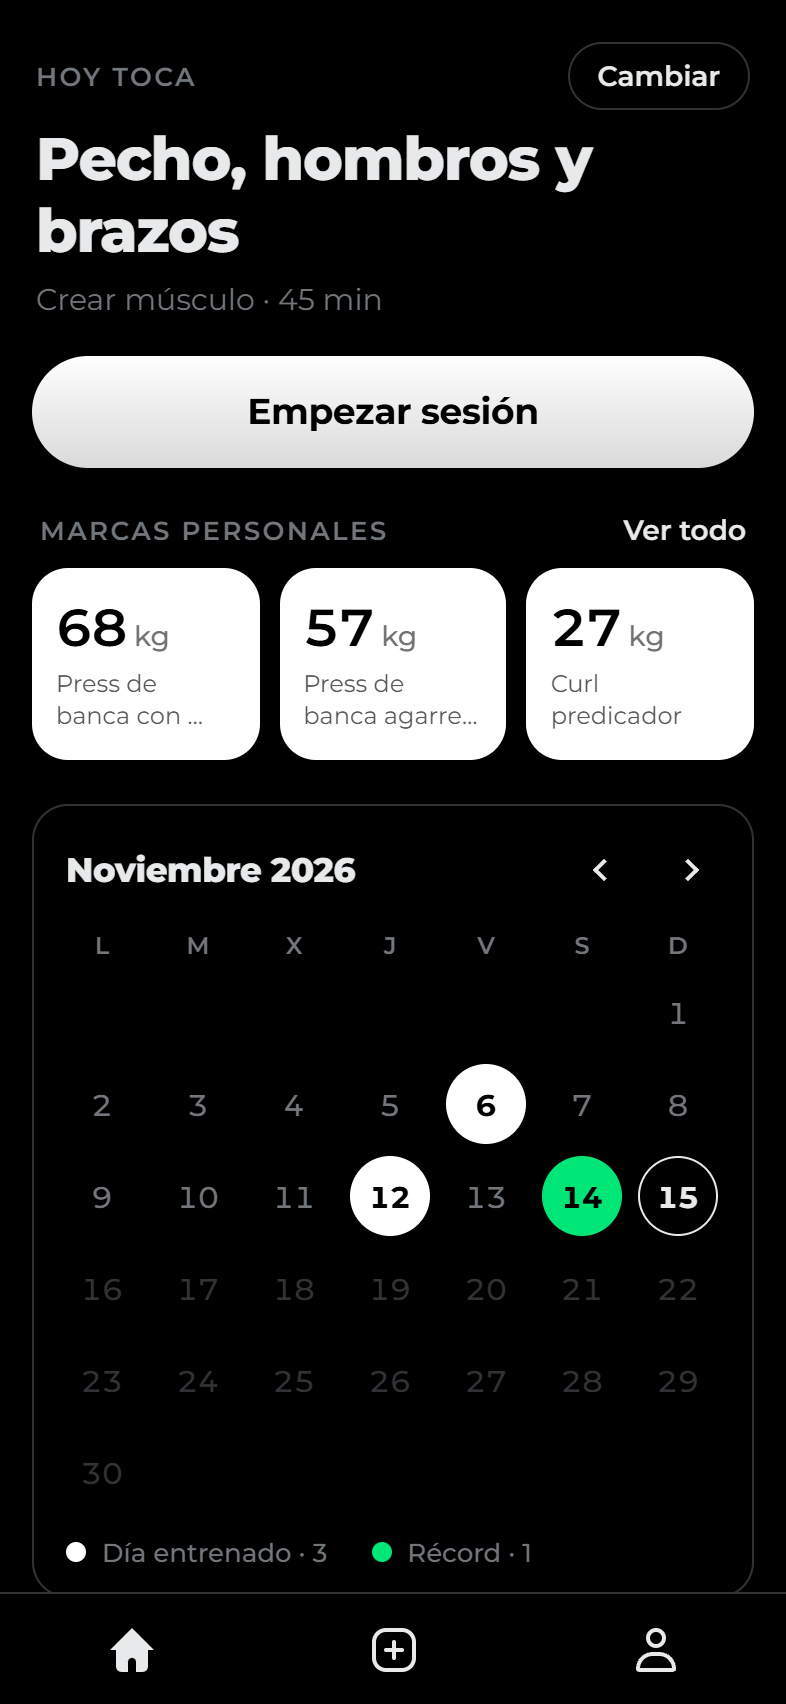 HOY TOCA
Cambiar
Pecho, hombros y
brazos
Crear músculo · 45 min
Empezar sesión
MARCAS PERSONALES
Ver todo
68 kg
Press de
banca con ...
57 kg
Press de
banca agarre...
27 kg
Curl
predicador
Noviembre 2026
L M X J V S D
1
2 3 4 5 6 7 8
9 10 11 12 13 14 15
16 17 18 19 20 21 22
23 24 25 26 27 28 29
30
Día entrenado · 3
Récord · 1